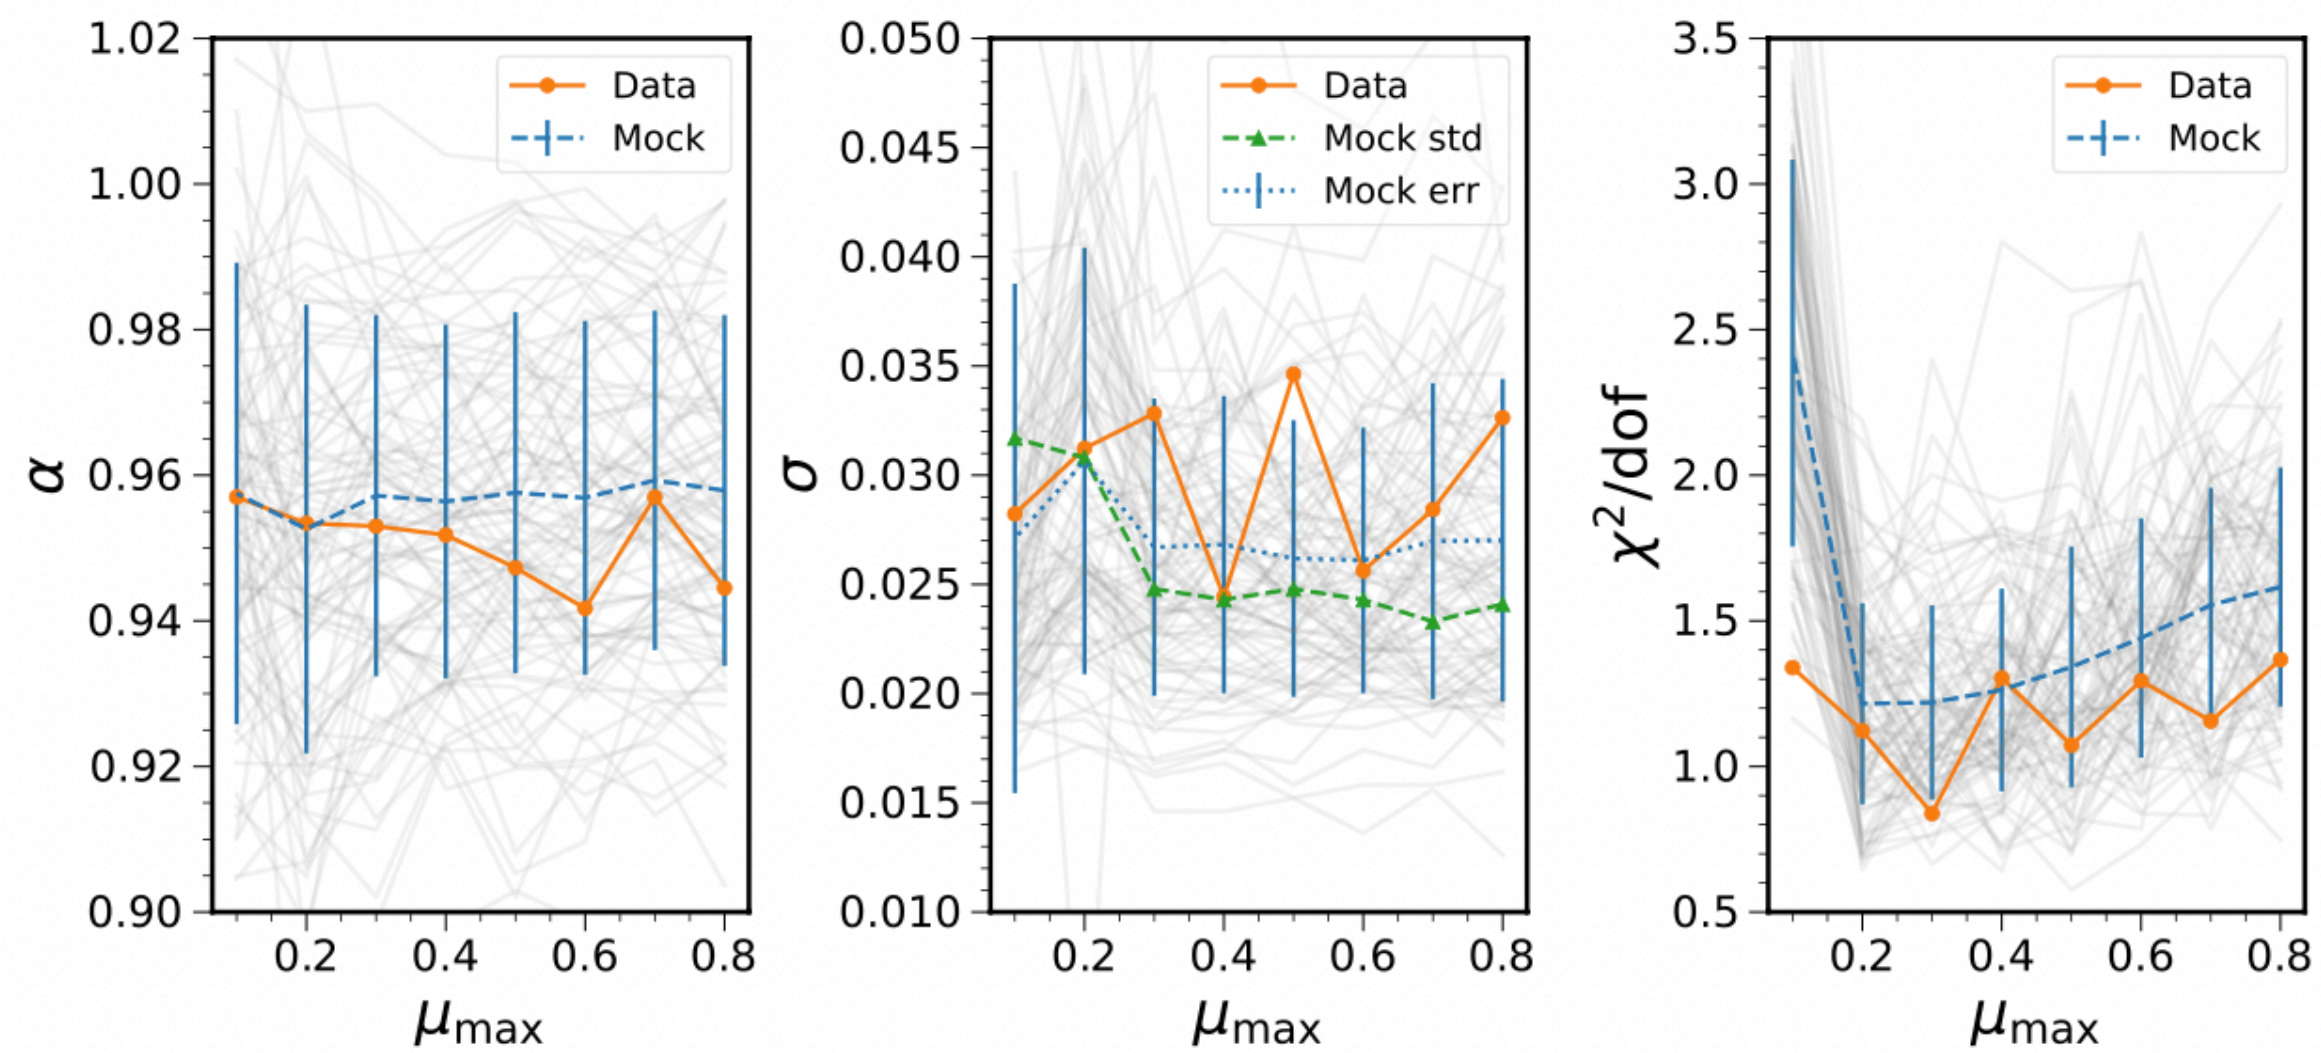 1.02
1.00
0.98
0.96
0.94
0.92
0.90
α
Data
Mock
0.2 0.4 0.6 0.8
μmax
0.050
0.045
0.040
0.035
0.030
0.025
0.020
0.015
0.010
σ
Data
Mock std
Mock err
0.2 0.4 0.6 0.8
μmax
3.5
3.0
2.5
2.0
1.5
1.0
0.5
χ²/dof
Data
Mock
0.2 0.4 0.6 0.8
μmax